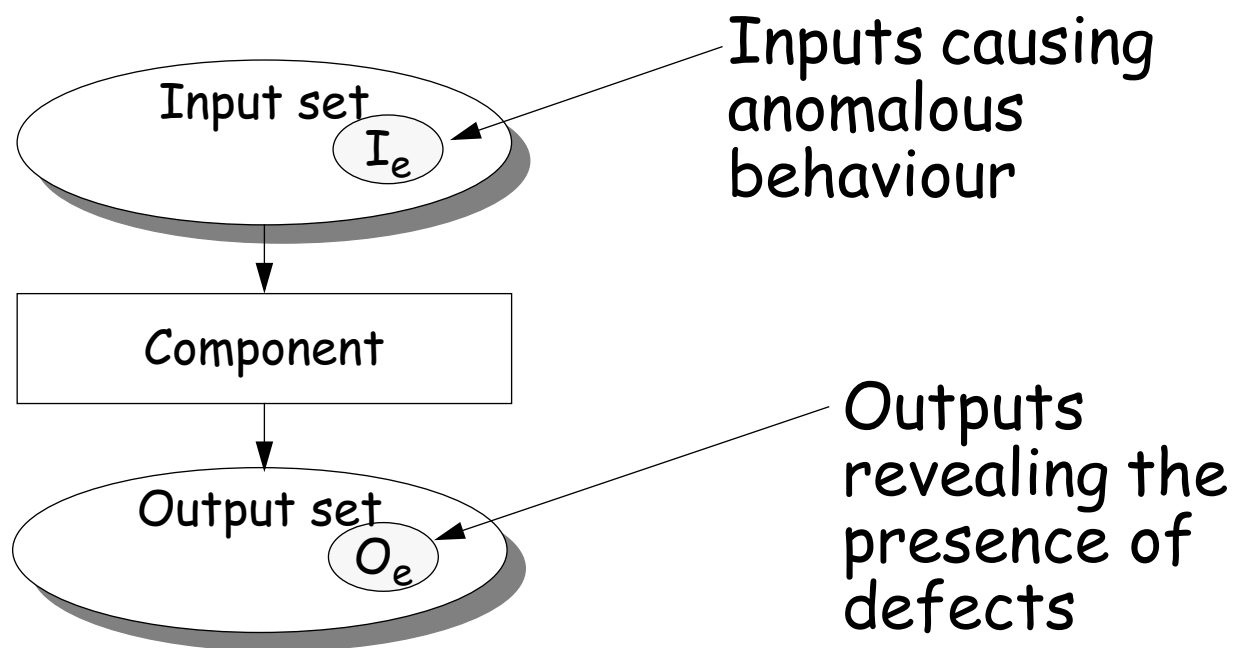 Inputs causing
anomalous
behaviour
Input set
Ie
Component
Outputs
revealing the
presence of
defects
Output set
Oe